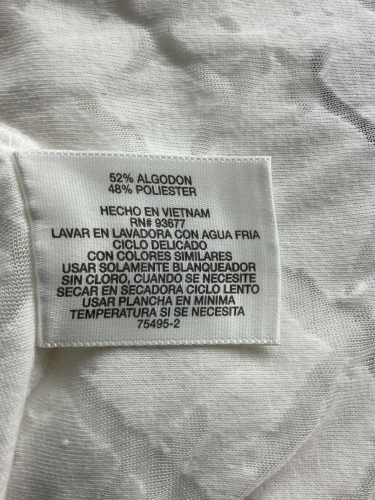 52% ALGODON
48% POLIESTER
HECHO EN VIETNAM
RN# 93677
LAVAR EN LAVADORA CON AGUA FRIA
CICLO DELICADO
CON COLORES SIMILARES
USAR SOLAMENTE BLANQUEADOR
SIN CLORO, CUANDO SE NECESITE
SECAR EN SECADORA CICLO LENTO
USAR PLANCHA EN MINIMA
TEMPERATURA SI SE NECESITA
75495-2